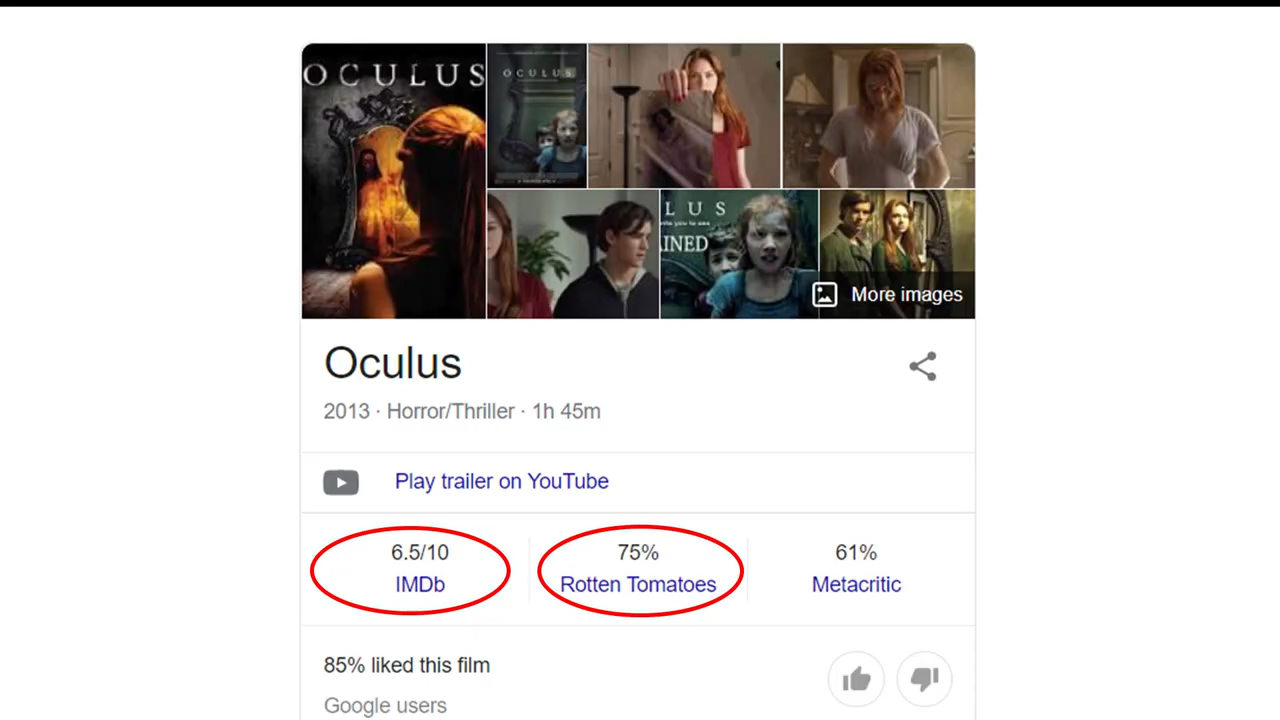 OCULUS
OCULUS
LUS
INED
More images
Oculus
2013 · Horror/Thriller · 1h 45m
Play trailer on YouTube
6.5/10
IMDb
75%
Rotten Tomatoes
61%
Metacritic
85% liked this film
Google users